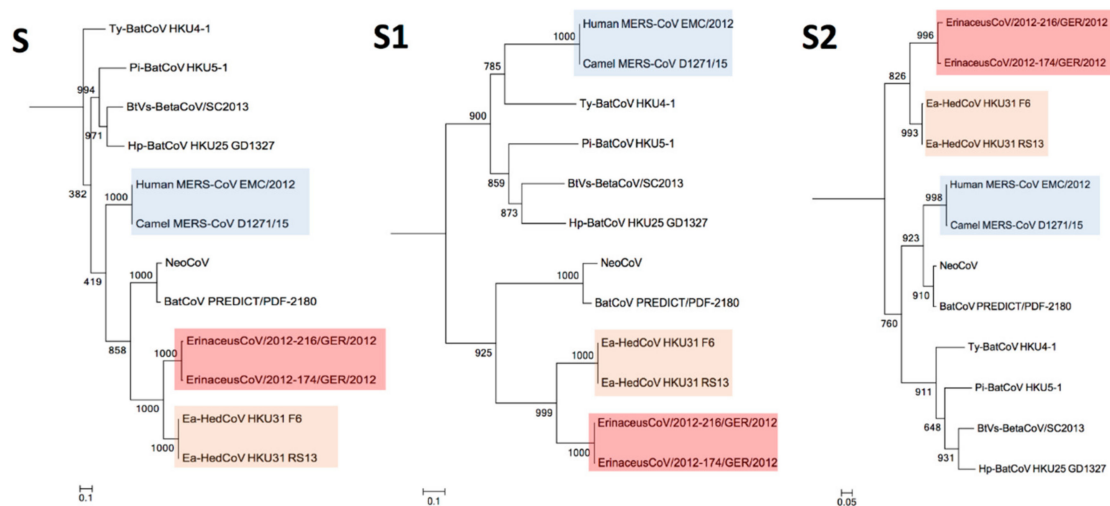 S
Ty-BatCoV HKU4-1
994
Pi-BatCoV HKU5-1
BtVs-BetaCoV/SC2013
971
Hp-BatCoV HKU25 GD1327
382
1000
Human MERS-CoV EMC/2012
Camel MERS-CoV D1271/15
419
1000
NeoCoV
BatCoV PREDICT/PDF-2180
858
1000
ErinaceusCoV/2012-216/GER/2012
ErinaceusCoV/2012-174/GER/2012
1000
1000
Ea-HedCoV HKU31 F6
Ea-HedCoV HKU31 RS13
0.1
S1
1000
Human MERS-CoV EMC/2012
Camel MERS-CoV D1271/15
785
Ty-BatCoV HKU4-1
900
Pi-BatCoV HKU5-1
859
BtVs-BetaCoV/SC2013
873
Hp-BatCoV HKU25 GD1327
1000
NeoCoV
BatCoV PREDICT/PDF-2180
925
1000
Ea-HedCoV HKU31 F6
Ea-HedCoV HKU31 RS13
999
1000
ErinaceusCoV/2012-216/GER/2012
ErinaceusCoV/2012-174/GER/2012
0.1
S2
996
ErinaceusCoV/2012-216/GER/2012
ErinaceusCoV/2012-174/GER/2012
826
993
Ea-HedCoV HKU31 F6
Ea-HedCoV HKU31 RS13
998
Human MERS-CoV EMC/2012
Camel MERS-CoV D1271/15
923
NeoCoV
910
BatCoV PREDICT/PDF-2180
760
Ty-BatCoV HKU4-1
911
Pi-BatCoV HKU5-1
648
BtVs-BetaCoV/SC2013
931
Hp-BatCoV HKU25 GD1327
0.05